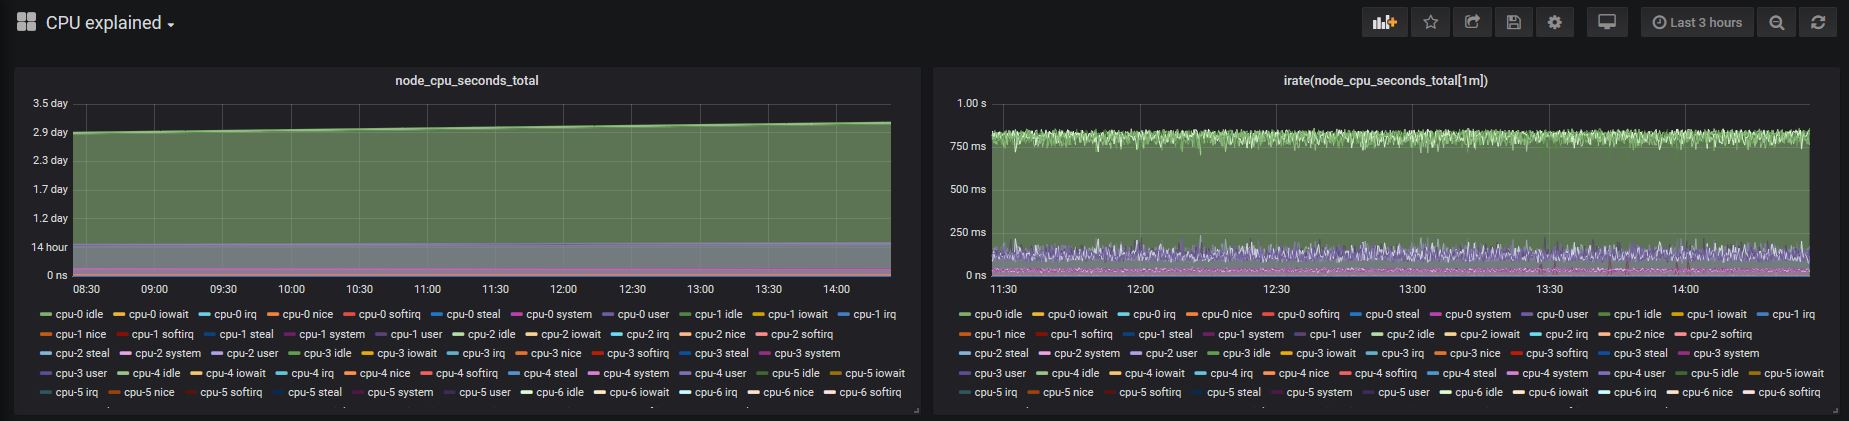 CPU explained
Last 3 hours
node_cpu_seconds_total
3.5 day
2.9 day
2.3 day
1.7 day
1.2 day
14 hour
0 ns
08:30 09:00 09:30 10:00 10:30 11:00 11:30 12:00 12:30 13:00 13:30 14:00
cpu-0 idle cpu-0 iowait cpu-0 irq cpu-0 nice cpu-0 softirq cpu-0 steal cpu-0 system cpu-0 user cpu-1 idle cpu-1 iowait cpu-1 irq
cpu-1 nice cpu-1 softirq cpu-1 steal cpu-1 system cpu-1 user cpu-2 idle cpu-2 iowait cpu-2 irq cpu-2 nice cpu-2 softirq
cpu-2 steal cpu-2 system cpu-2 user cpu-3 idle cpu-3 iowait cpu-3 irq cpu-3 nice cpu-3 softirq cpu-3 steal cpu-3 system
cpu-3 user cpu-4 idle cpu-4 iowait cpu-4 irq cpu-4 nice cpu-4 softirq cpu-4 steal cpu-4 system cpu-4 user cpu-5 idle cpu-5 iowait
cpu-5 irq cpu-5 nice cpu-5 softirq cpu-5 steal cpu-5 system cpu-5 user cpu-6 idle cpu-6 iowait cpu-6 irq cpu-6 nice cpu-6 softirq
irate(node_cpu_seconds_total[1m])
1.00 s
750 ms
500 ms
250 ms
0 ns
11:30 12:00 12:30 13:00 13:30 14:00
cpu-0 idle cpu-0 iowait cpu-0 irq cpu-0 nice cpu-0 softirq cpu-0 steal cpu-0 system cpu-0 user cpu-1 idle cpu-1 iowait cpu-1 irq
cpu-1 nice cpu-1 softirq cpu-1 steal cpu-1 system cpu-1 user cpu-2 idle cpu-2 iowait cpu-2 irq cpu-2 nice cpu-2 softirq
cpu-2 steal cpu-2 system cpu-2 user cpu-3 idle cpu-3 iowait cpu-3 irq cpu-3 nice cpu-3 softirq cpu-3 steal cpu-3 system
cpu-3 user cpu-4 idle cpu-4 iowait cpu-4 irq cpu-4 nice cpu-4 softirq cpu-4 steal cpu-4 system cpu-4 user cpu-5 idle cpu-5 iowait
cpu-5 irq cpu-5 nice cpu-5 softirq cpu-5 steal cpu-5 system cpu-5 user cpu-6 idle cpu-6 iowait cpu-6 irq cpu-6 nice cpu-6 softirq